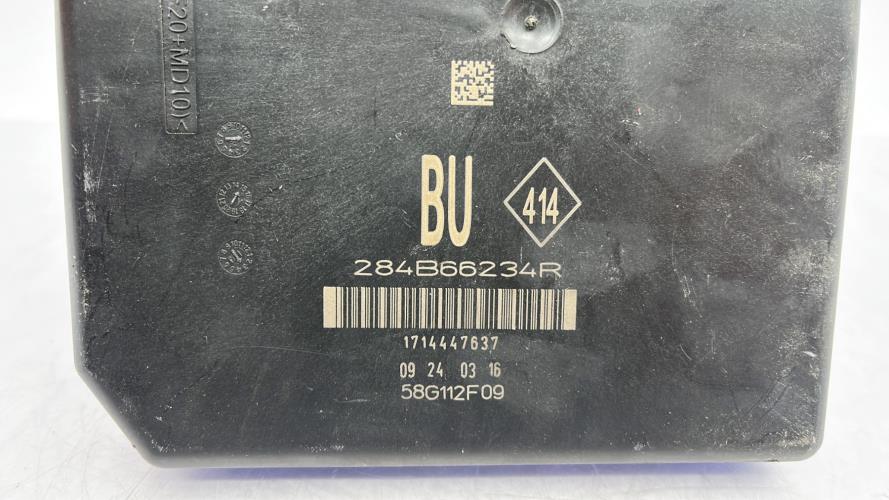 -20+MD10)<
BU
414
284B66234R
1714447637
09 24 03 16
58G112F09